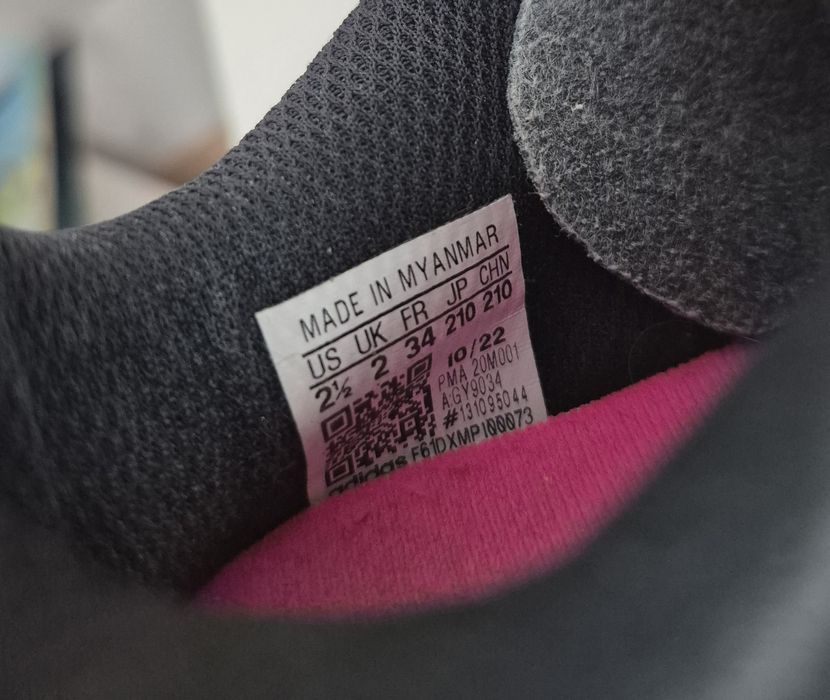 MADE IN MYANMAR
US UK FR JP CHN
2½ 2 34 210 210
10/22
PMA 20M001
A:GY9034
#131095044
adidas F61DXMPI00073